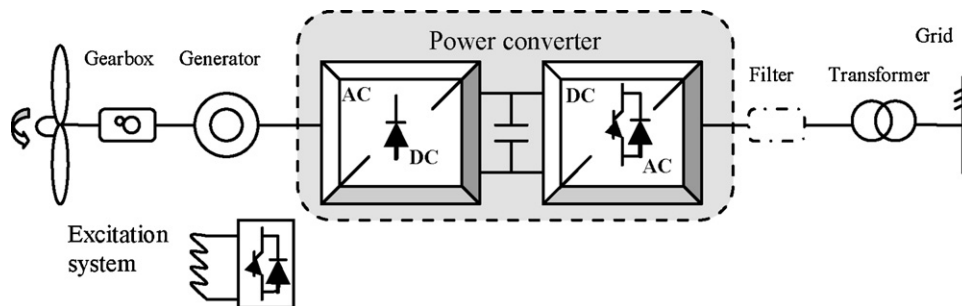 Power converter
Grid
Gearbox
Generator
Filter
Transformer
AC
DC
DC
AC
Excitation
system